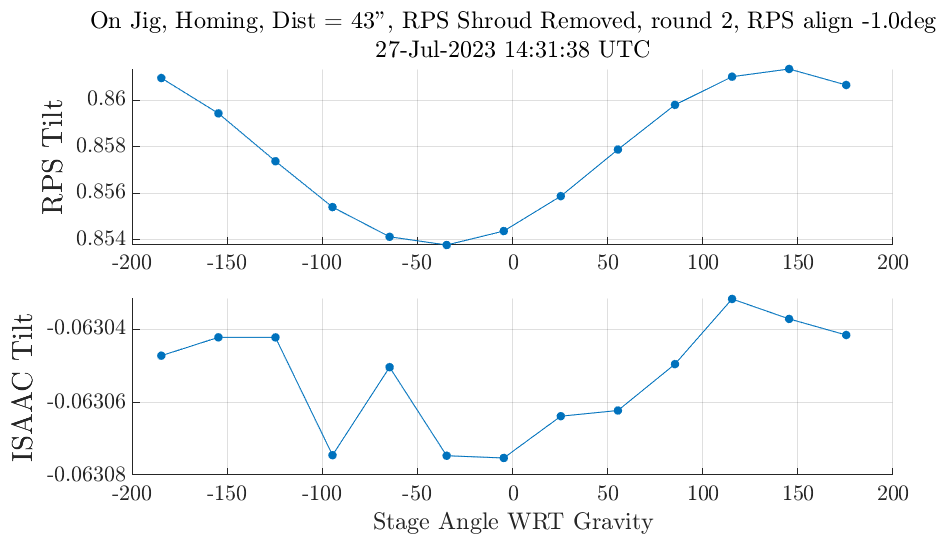 On Jig, Homing, Dist = 43”, RPS Shroud Removed, round 2, RPS align -1.0deg
27-Jul-2023 14:31:38 UTC
RPS Tilt
0.86
0.858
0.856
0.854
-200 -150 -100 -50 0 50 100 150 200
ISAAC Tilt
-0.06304
-0.06306
-0.06308
-200 -150 -100 -50 0 50 100 150 200
Stage Angle WRT Gravity